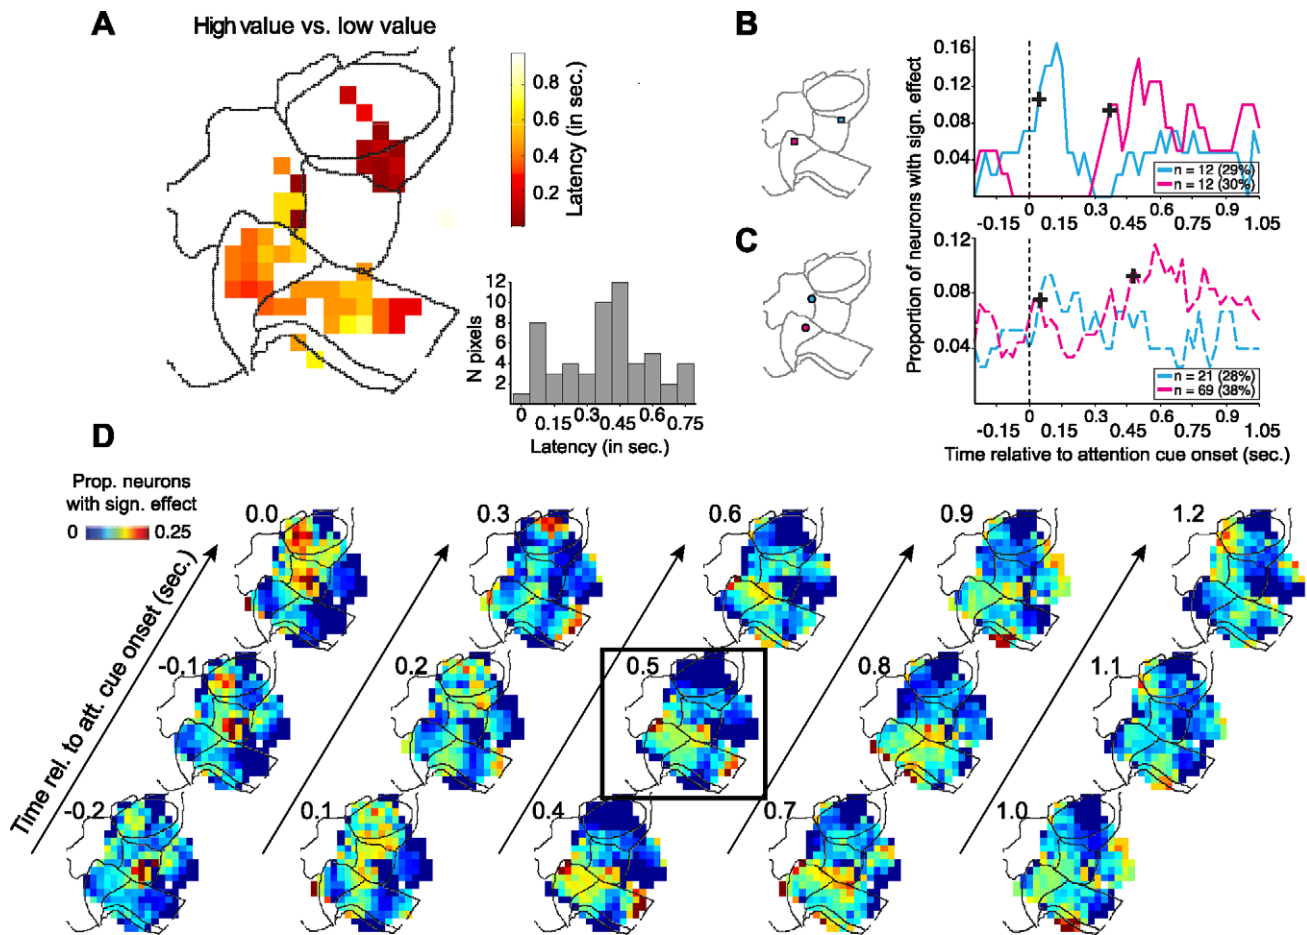 A
High value vs. low value
0.8
0.6
0.4
0.2
Latency (in sec.)
12
10
8
6
4
2
N pixels
0 0.15 0.3 0.45 0.6 0.75
Latency (in sec.)
B
0.16
0.12
0.08
0.04
n = 12 (29%)
n = 12 (30%)
-0.15 0 0.15 0.3 0.45 0.6 0.75 0.9 1.05
C
Proportion of neurons with sign. effect
0.12
0.08
0.04
n = 21 (28%)
n = 69 (38%)
-0.15 0 0.15 0.3 0.45 0.6 0.75 0.9 1.05
Time relative to attention cue onset (sec.)
D
Prop. neurons
with sign. effect
0 0.25
Time rel. to att. cue onset (sec.)
0.0 0.3 0.6 0.9 1.2
-0.1 0.2 0.5 0.8 1.1
-0.2 0.1 0.4 0.7 1.0